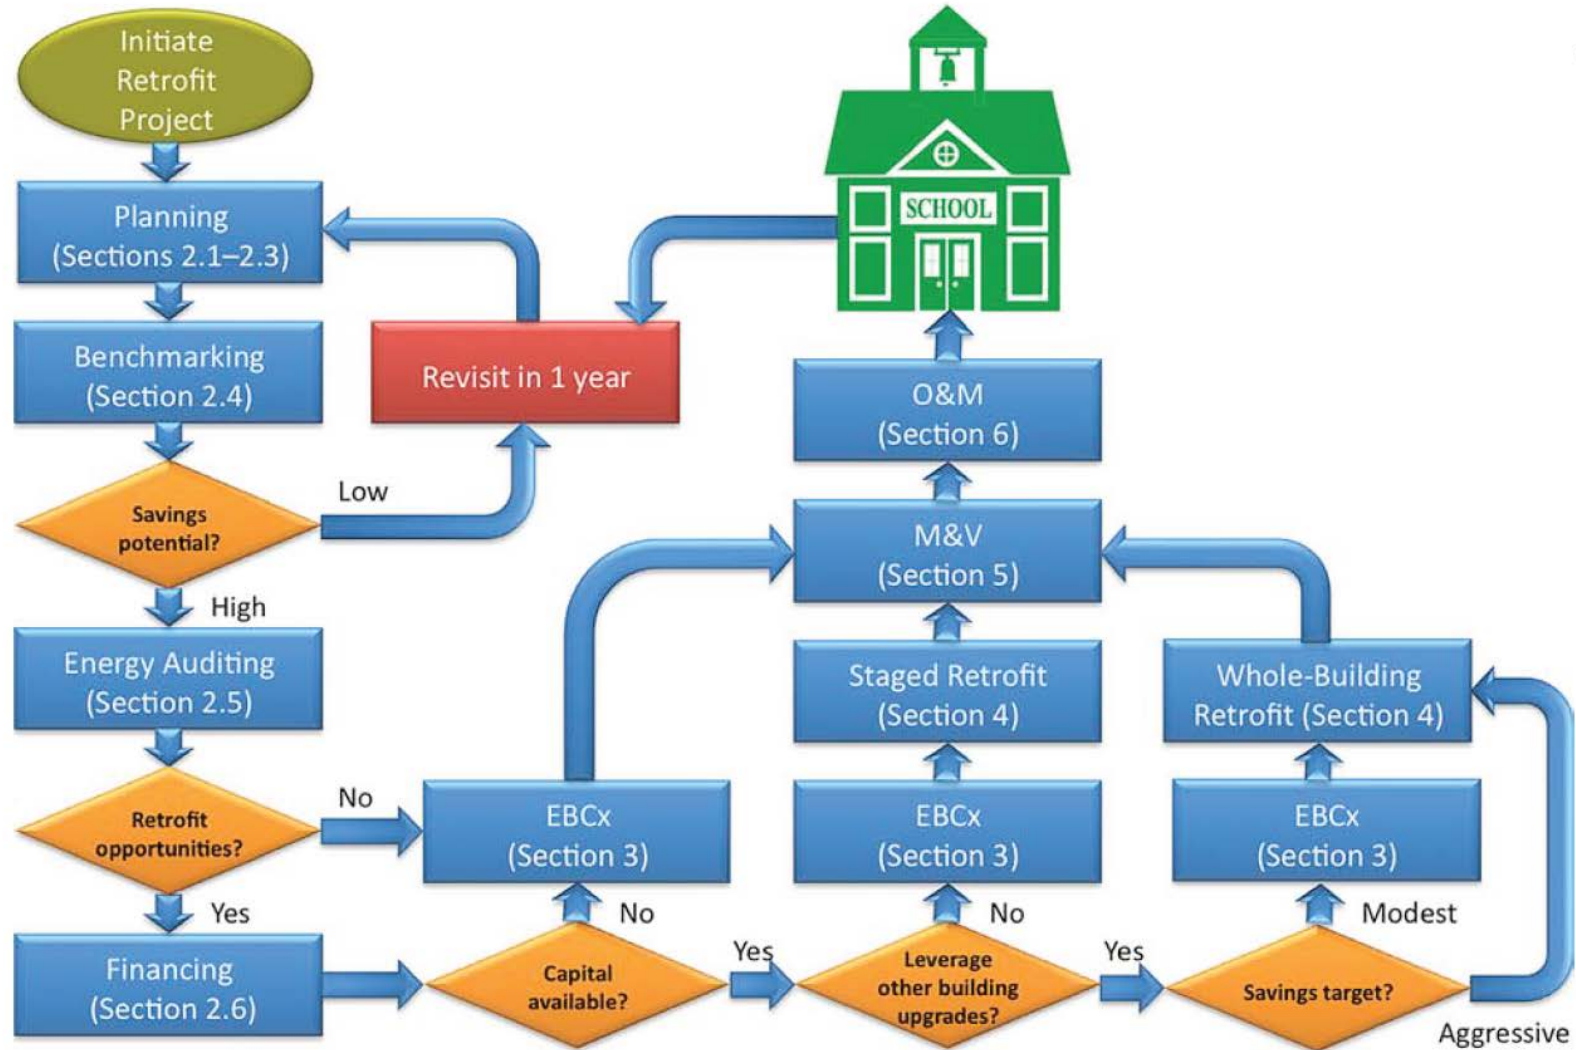 Initiate
Retrofit
Project
Planning
(Sections 2.1–2.3)
Benchmarking
(Section 2.4)
Savings
potential?
Low
High
Revisit in 1 year
SCHOOL
Energy Auditing
(Section 2.5)
Retrofit
opportunities?
No
Yes
Financing
(Section 2.6)
EBCx
(Section 3)
No
Capital
available?
Yes
O&M
(Section 6)
M&V
(Section 5)
Staged Retrofit
(Section 4)
EBCx
(Section 3)
No
Leverage
other building
upgrades?
Yes
Whole-Building
Retrofit (Section 4)
EBCx
(Section 3)
Modest
Savings target?
Aggressive